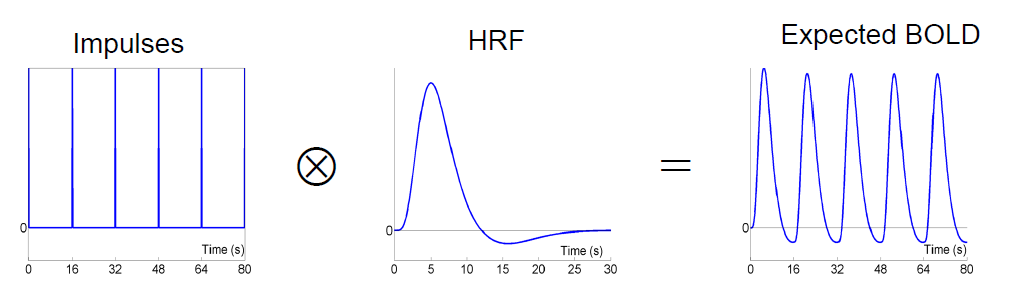 Impulses
HRF
Expected BOLD
0
Time (s)
0 16 32 48 64 80
⊗
0
Time (s)
0 5 10 15 20 25 30
=
0
Time (s)
0 16 32 48 64 80